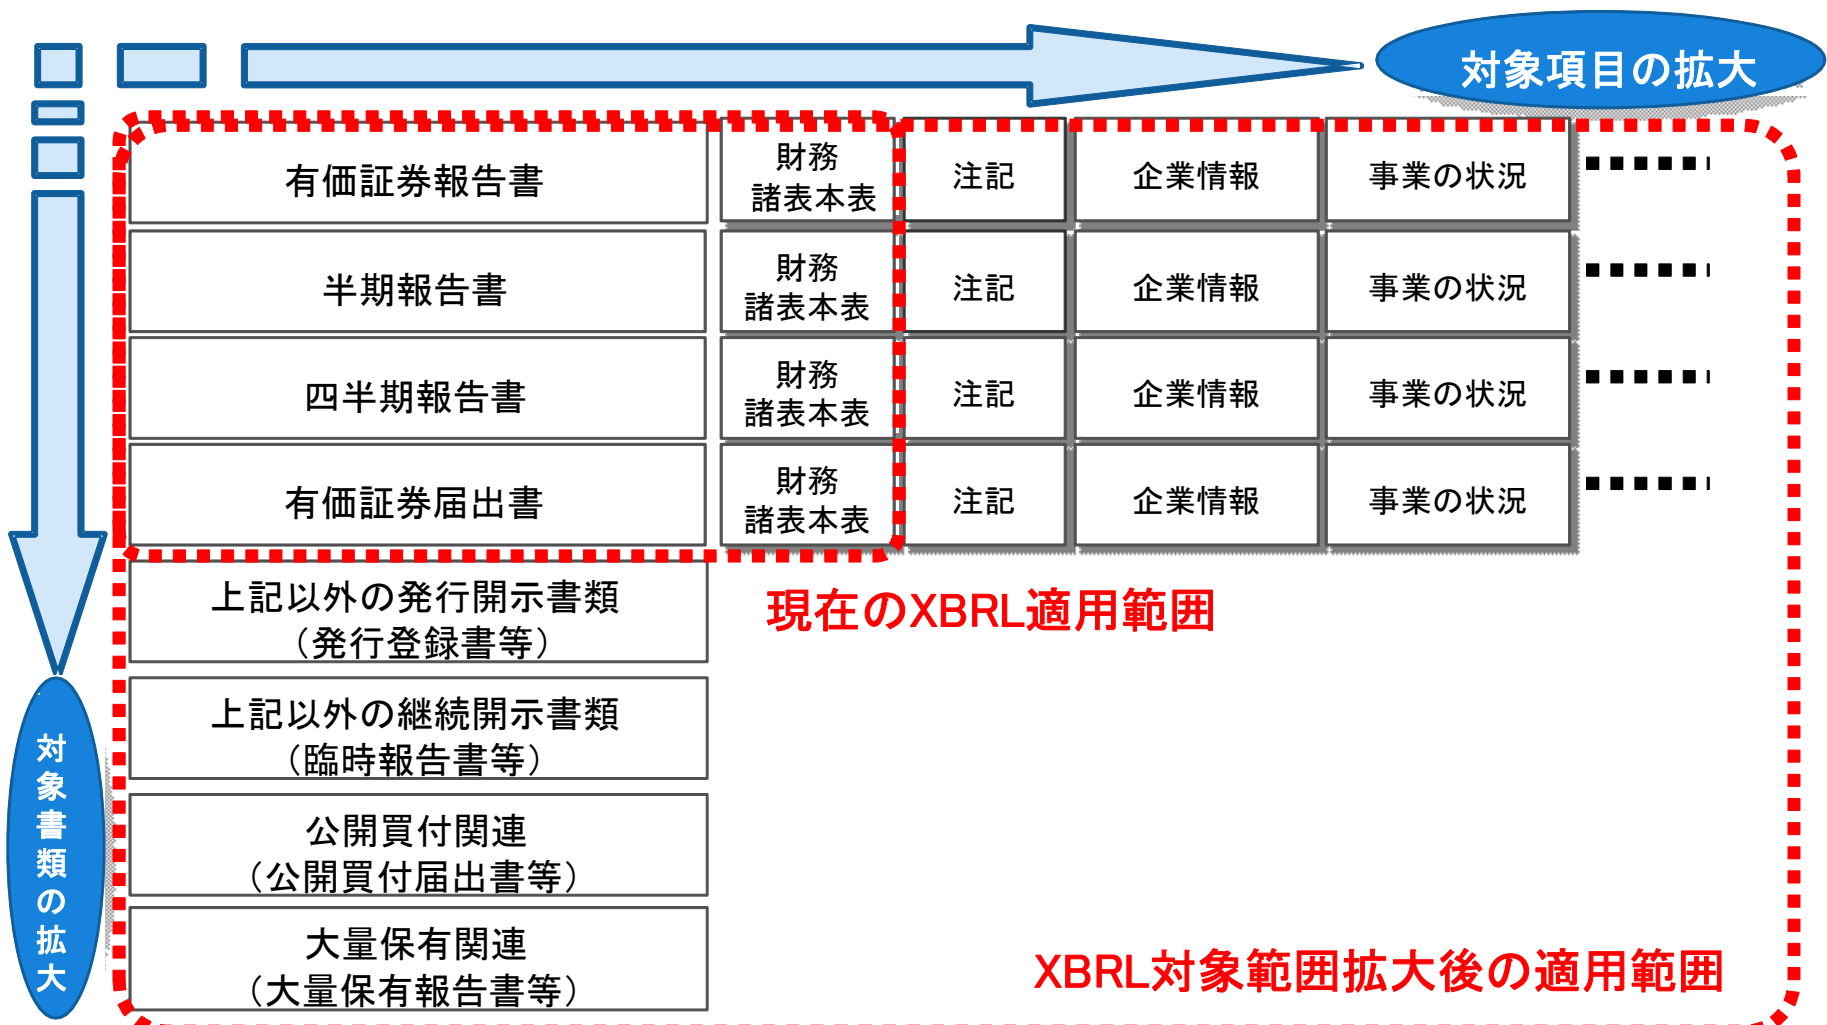 対象項目の拡大
有価証券報告書
財務
諸表本表
注記
企業情報
事業の状況
半期報告書
財務
諸表本表
注記
企業情報
事業の状況
四半期報告書
財務
諸表本表
注記
企業情報
事業の状況
有価証券届出書
財務
諸表本表
注記
企業情報
事業の状況
上記以外の発行開示書類
（発行登録書等）
現在のXBRL適用範囲
上記以外の継続開示書類
（臨時報告書等）
対象書類の拡大
公開買付関連
（公開買付届出書等）
大量保有関連
（大量保有報告書等）
XBRL対象範囲拡大後の適用範囲